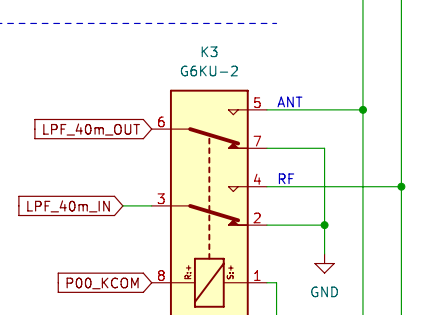 K3
G6KU-2
5 ANT
LPF_40m_OUT 6
7
4 RF
LPF_40m_IN 3
2
P00_KCOM 8 R:+ S:+ 1
GND